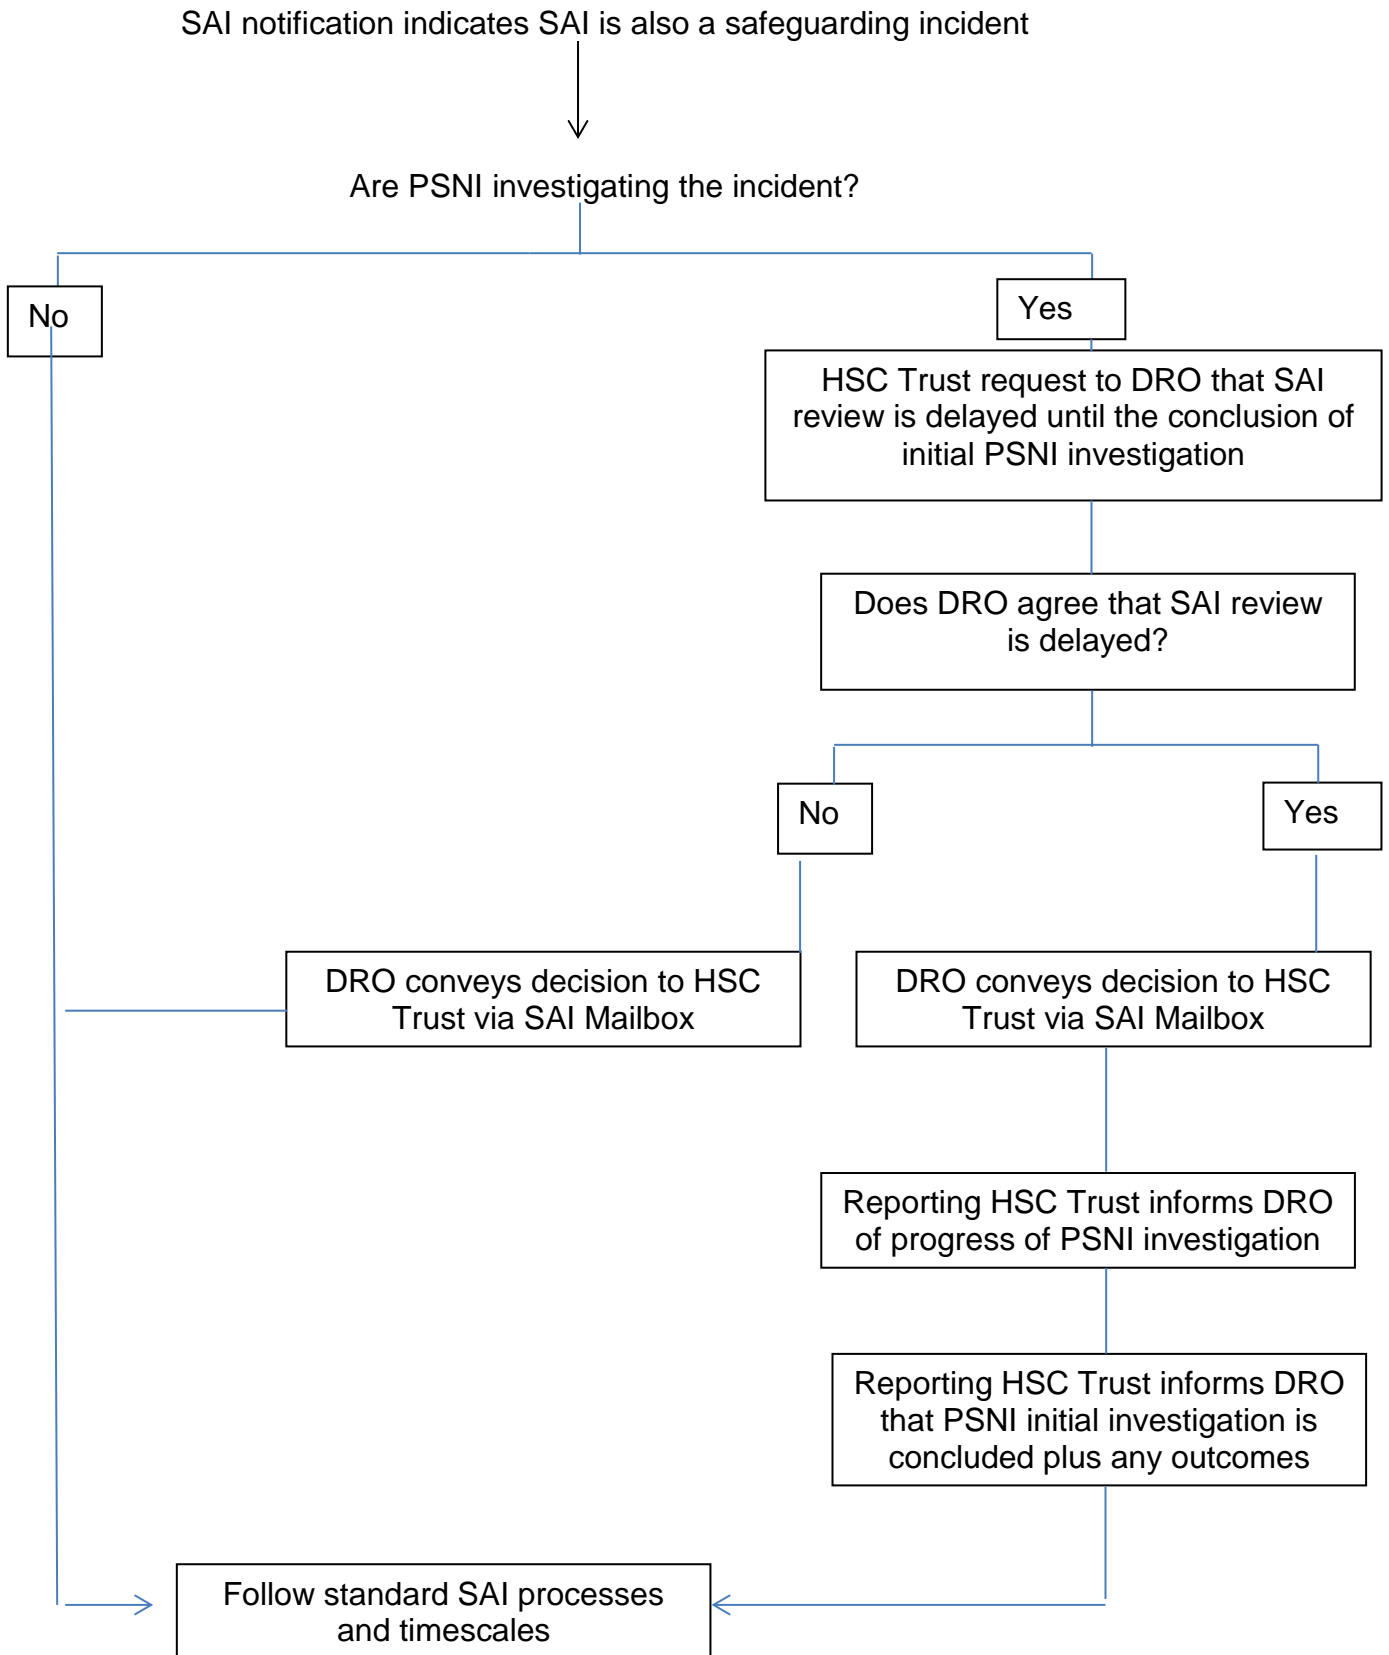 SAI notification indicates SAI is also a safeguarding incident
Are PSNI investigating the incident?
No
Yes
HSC Trust request to DRO that SAI
review is delayed until the conclusion of
initial PSNI investigation
Does DRO agree that SAI review
is delayed?
No
Yes
DRO conveys decision to HSC
Trust via SAI Mailbox
DRO conveys decision to HSC
Trust via SAI Mailbox
Reporting HSC Trust informs DRO
of progress of PSNI investigation
Reporting HSC Trust informs DRO
that PSNI initial investigation is
concluded plus any outcomes
Follow standard SAI processes
and timescales